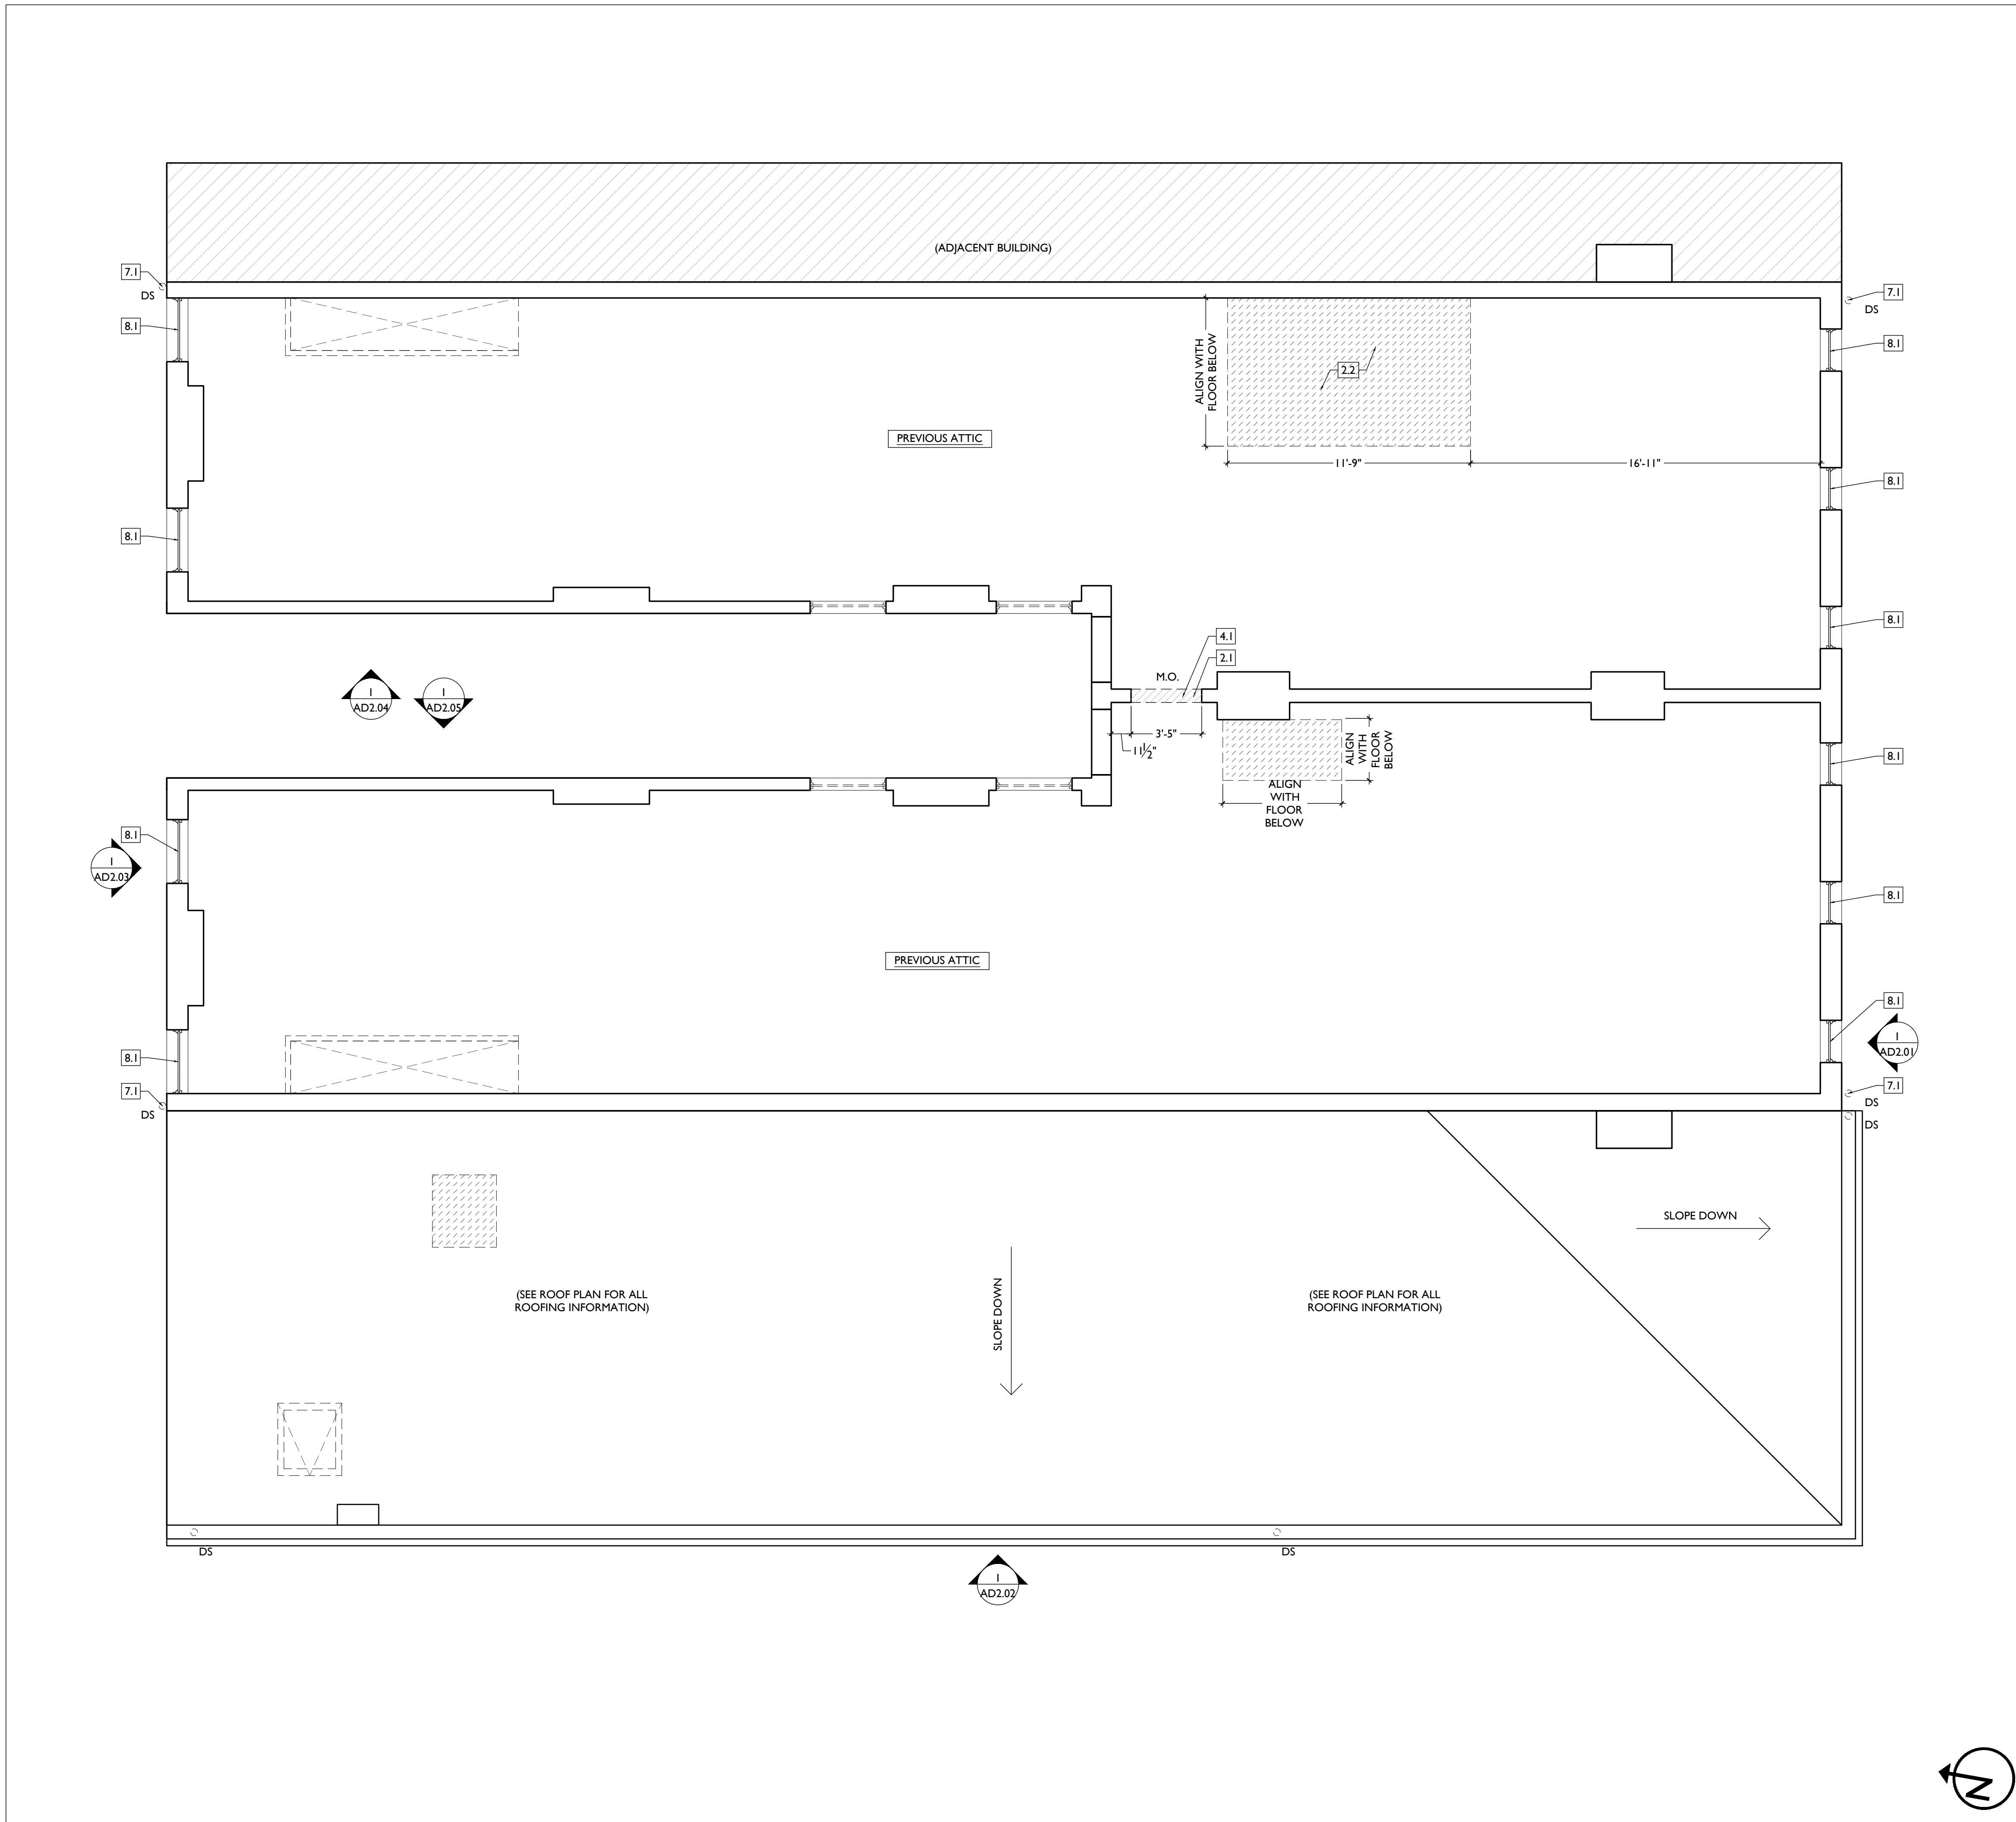 (ADJACENT BUILDING)
7.1
DS
8.1
7.1
DS
8.1
ALIGN WITH
FLOOR BELOW
2.2
PREVIOUS ATTIC
11'-9"
16'-11"
8.1
8.1
8.1
4.1
2.1
M.O.
1
AD2.04
1
AD2.05
3'-5"
11 1/2"
ALIGN
WITH
FLOOR
BELOW
ALIGN
WITH
FLOOR
BELOW
8.1
8.1
1
AD2.03
8.1
PREVIOUS ATTIC
8.1
1
AD2.01
8.1
7.1
DS
7.1
DS
DS
SLOPE DOWN
(SEE ROOF PLAN FOR ALL
ROOFING INFORMATION)
SLOPE DOWN
(SEE ROOF PLAN FOR ALL
ROOFING INFORMATION)
DS
DS
1
AD2.02
N